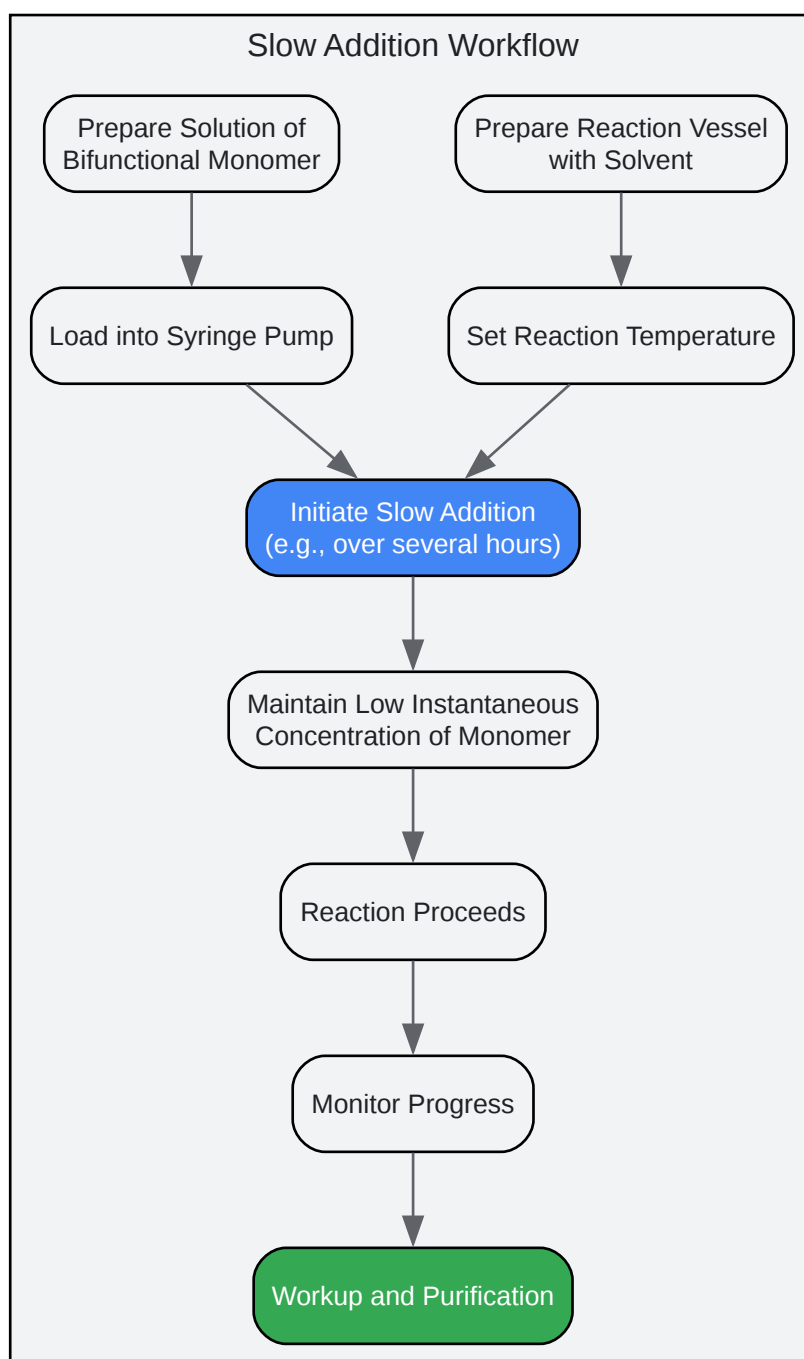 Slow Addition Workflow
Prepare Solution of
Bifunctional Monomer
Prepare Reaction Vessel
with Solvent
Load into Syringe Pump
Set Reaction Temperature
Initiate Slow Addition
(e.g., over several hours)
Maintain Low Instantaneous
Concentration of Monomer
Reaction Proceeds
Monitor Progress
Workup and Purification